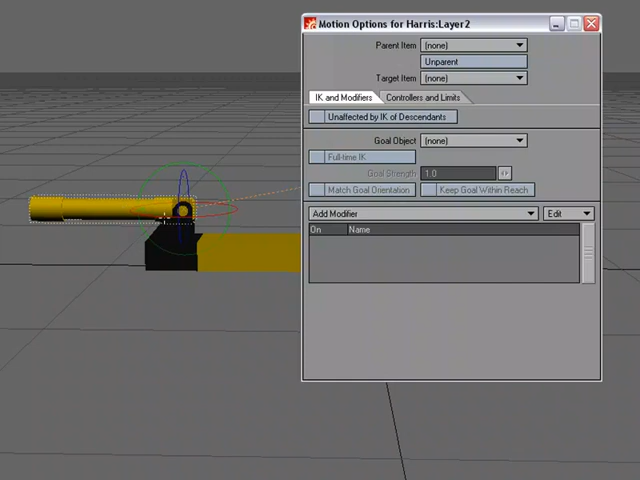 Motion Options for Harris:Layer2
Parent Item (none)
Unparent
Target Item (none)
IK and Modifiers Controllers and Limits
Unaffected by IK of Descendants
Goal Object (none)
Full-time IK
Goal Strength 1.0
Match Goal Orientation Keep Goal Within Reach
Add Modifier Edit
On Name